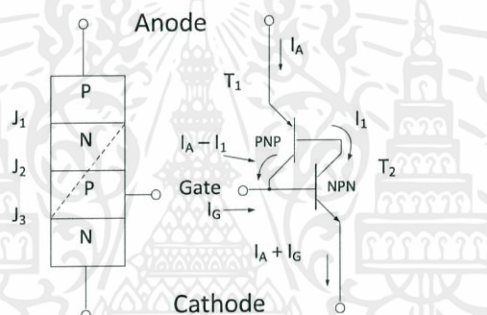 Anode
I_A
P
T₁
J₁
I₁
N
I_A – I₁
PNP
J₂
T₂
P
Gate
NPN
J₃
I_G
N
I_A + I_G
Cathode